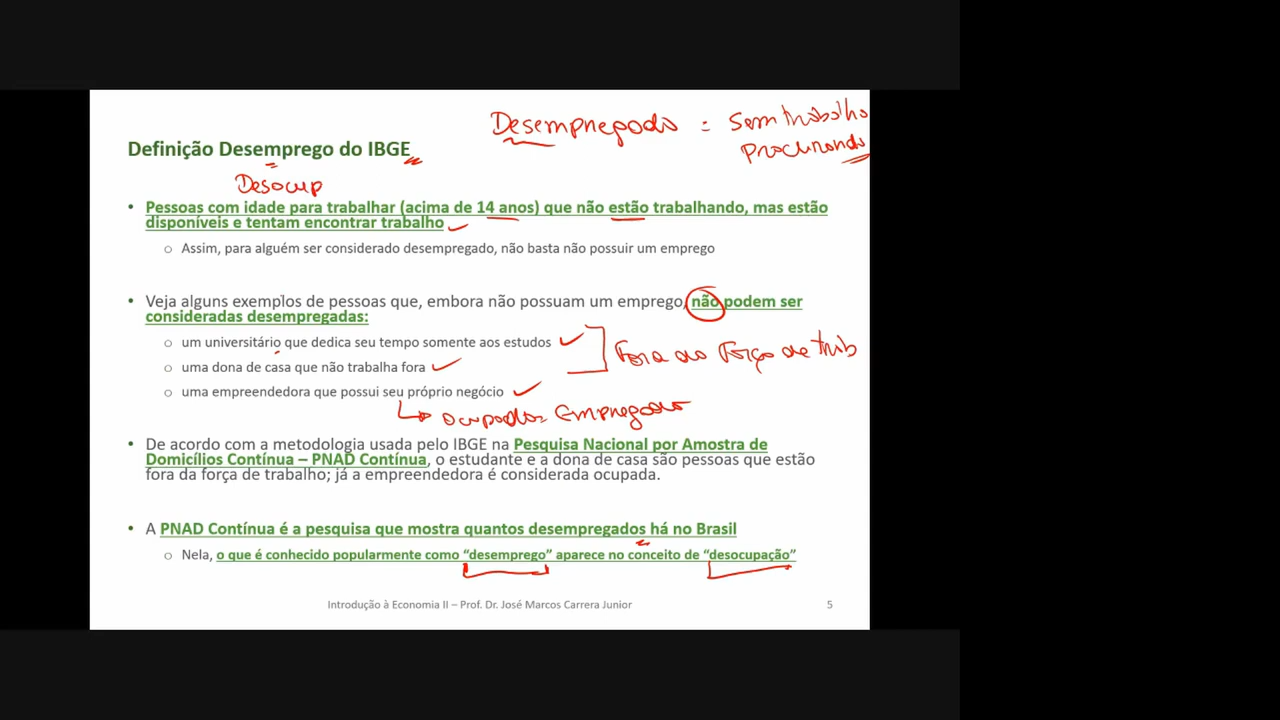 Desempregado = Sem trabalho
Procurando
Definição Desemprego do IBGE
Desocup
• Pessoas com idade para trabalhar (acima de 14 anos) que não estão trabalhando, mas estão
disponíveis e tentam encontrar trabalho
o Assim, para alguém ser considerado desempregado, não basta não possuir um emprego
• Veja alguns exemplos de pessoas que, embora não possuam um emprego, não podem ser
consideradas desempregadas:
o um universitário que dedica seu tempo somente aos estudos
Fora da Força de trab
o uma dona de casa que não trabalha fora
o uma empreendedora que possui seu próprio negócio
ocupado = Empregado
• De acordo com a metodologia usada pelo IBGE na Pesquisa Nacional por Amostra de
Domicílios Contínua – PNAD Contínua, o estudante e a dona de casa são pessoas que estão
fora da força de trabalho; já a empreendedora é considerada ocupada.
• A PNAD Contínua é a pesquisa que mostra quantos desempregados há no Brasil
o Nela, o que é conhecido popularmente como “desemprego” aparece no conceito de “desocupação”
Introdução à Economia II – Prof. Dr. José Marcos Carrera Junior 5